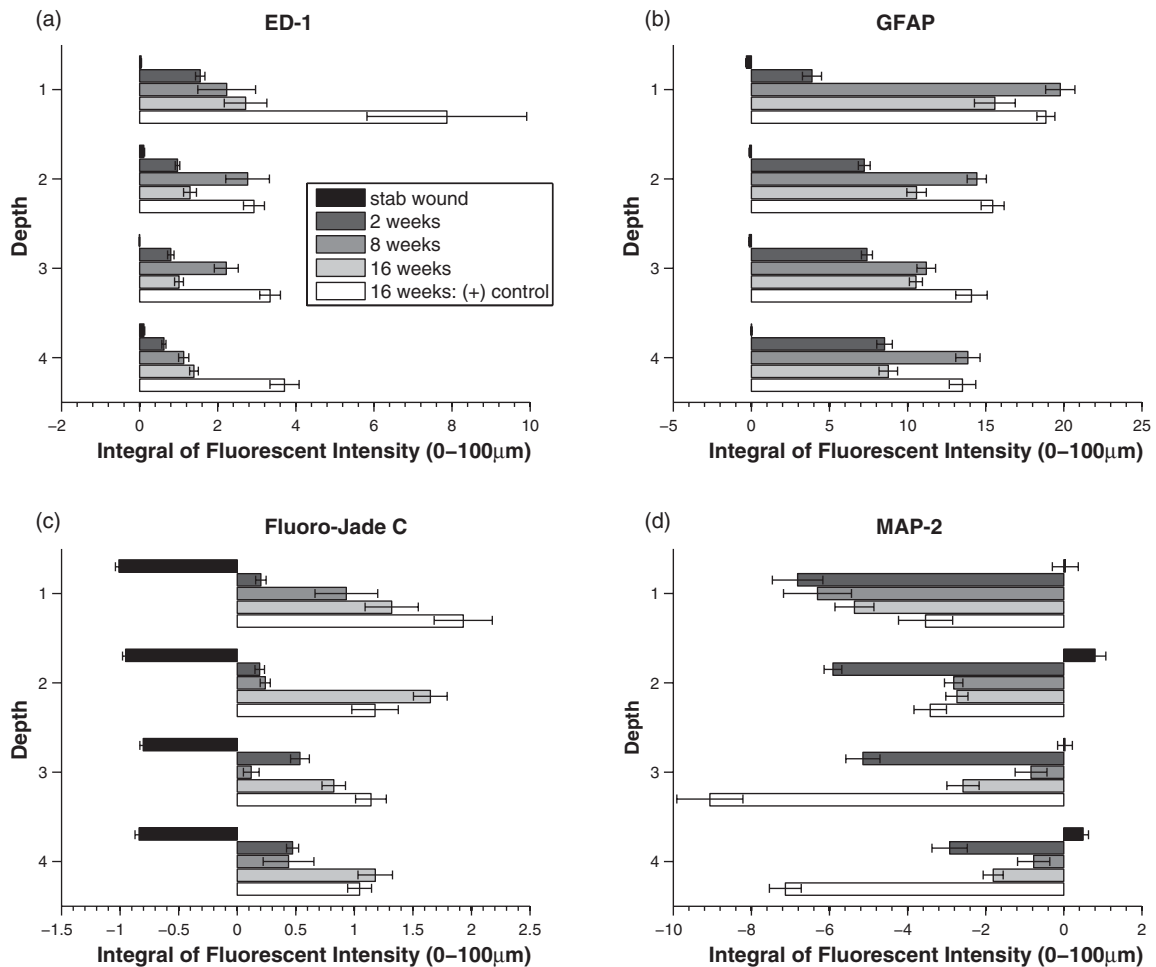 (a)
ED-1
Depth
1
2
3
4
stab wound
2 weeks
8 weeks
16 weeks
16 weeks: (+) control
−2 0 2 4 6 8 10
Integral of Fluorescent Intensity (0−100μm)
(b)
GFAP
Depth
1
2
3
4
−5 0 5 10 15 20 25
Integral of Fluorescent Intensity (0−100μm)
(c)
Fluoro-Jade C
Depth
1
2
3
4
−1.5 −1 −0.5 0 0.5 1 1.5 2 2.5
Integral of Fluorescent Intensity (0−100μm)
(d)
MAP-2
Depth
1
2
3
4
−10 −8 −6 −4 −2 0 2
Integral of Fluorescent Intensity (0−100μm)